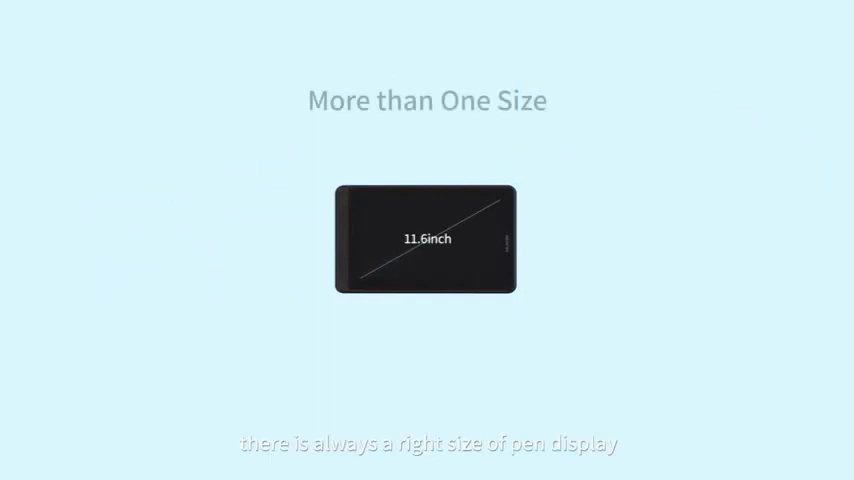 More than One Size
11.6inch
there is always a right size of pen display